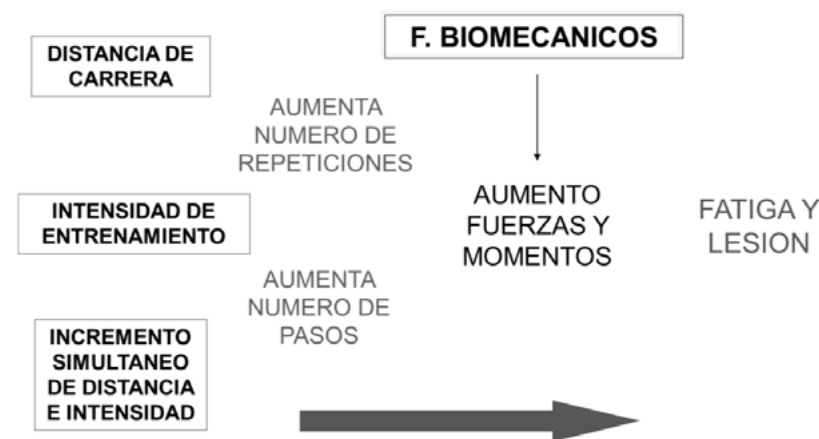 DISTANCIA DE
CARRERA
F. BIOMECANICOS
AUMENTA
NUMERO DE
REPETICIONES
INTENSIDAD DE
ENTRENAMIENTO
AUMENTO
FUERZAS Y
MOMENTOS
FATIGA Y
LESION
AUMENTA
NUMERO DE
PASOS
INCREMENTO
SIMULTANEO
DE DISTANCIA
E INTENSIDAD